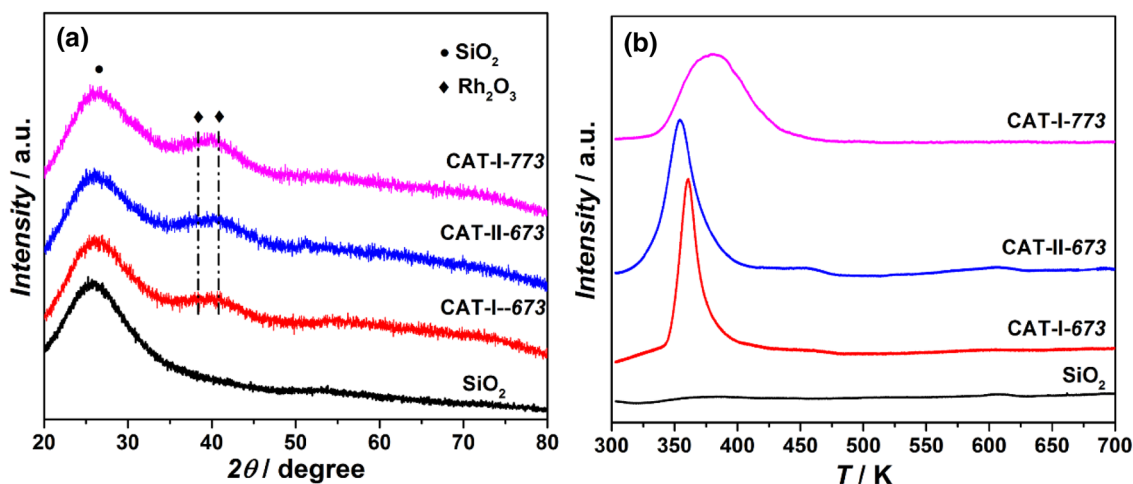 (a)
● SiO₂
◆ Rh₂O₃
CAT-I-773
CAT-II-673
CAT-I--673
SiO₂
Intensity / a.u.
20 30 40 50 60 70 80
2θ / degree
(b)
CAT-I-773
CAT-II-673
CAT-I-673
SiO₂
Intensity / a.u.
300 350 400 450 500 550 600 650 700
T / K